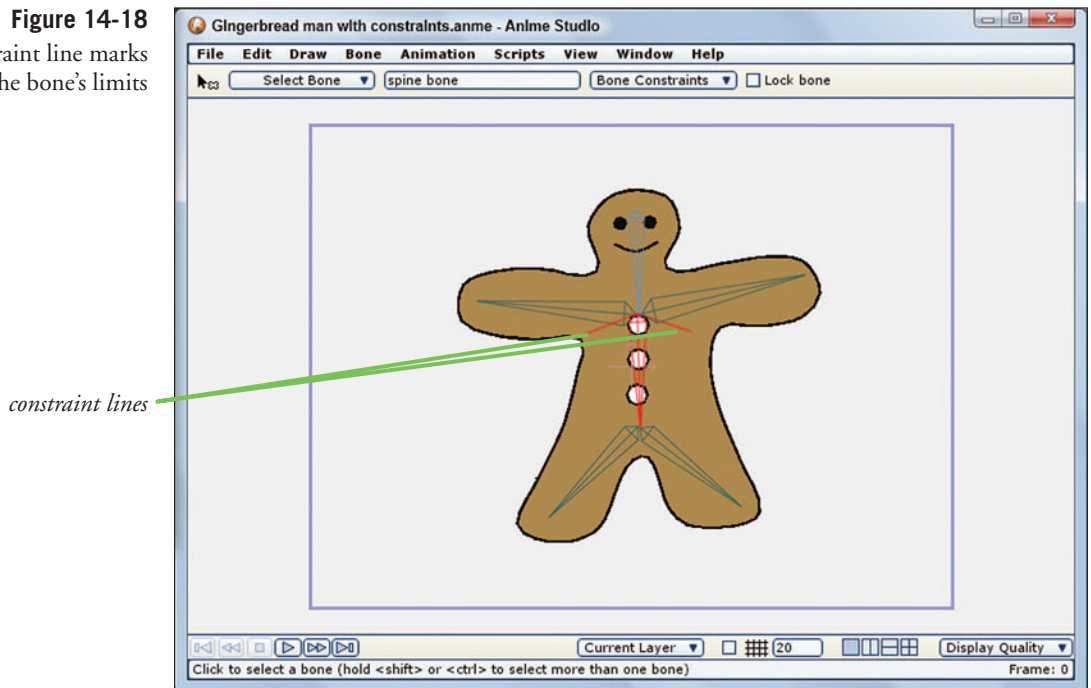 Figure 14-18
raint line marks
he bone's limits
GIngerbread man with constraints.anme - Anime Studio
File Edit Draw Bone Animation Scripts View Window Help
Select Bone spine bone Bone Constraints Lock bone
constraint lines
Current Layer 20 Display Quality
Click to select a bone (hold <shift> or <ctrl> to select more than one bone) Frame: 0